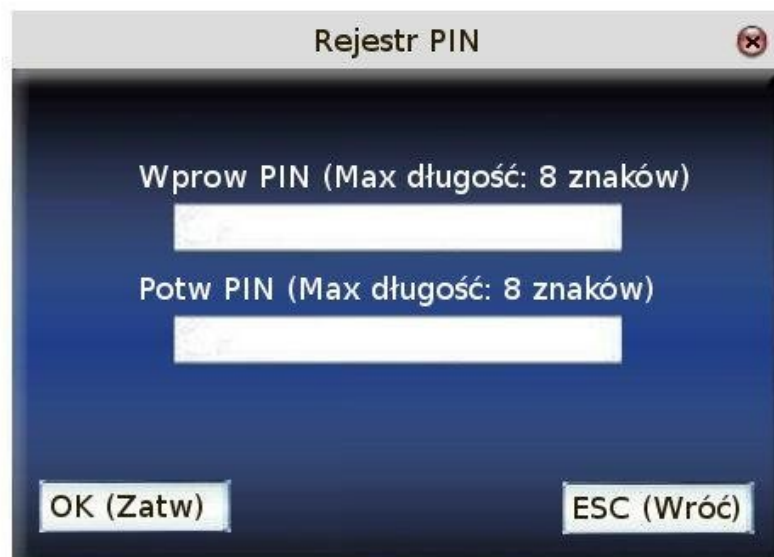 Rejestr PIN
Wprow PIN (Max długość: 8 znaków)
Potw PIN (Max długość: 8 znaków)
OK (Zatw)
ESC (Wróć)